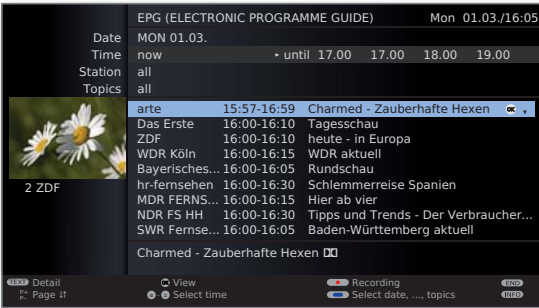 EPG (ELECTRONIC PROGRAMME GUIDE) Mon 01.03./16:05
Date MON 01.03.
Time now ▸ until 17.00 17.00 18.00 19.00
Station all
Topics all
arte 15:57-16:59 Charmed - Zauberhafte Hexen OK
Das Erste 16:00-16:10 Tagesschau
ZDF 16:00-16:10 heute - in Europa
WDR Köln 16:00-16:15 WDR aktuell
Bayerisches... 16:00-16:05 Rundschau
hr-fernsehen 16:00-16:30 Schlemmerreise Spanien
MDR FERNS... 16:00-16:15 Hier ab vier
NDR FS HH 16:00-16:30 Tipps und Trends - Der Verbraucher...
SWR Fernse... 16:00-16:05 Baden-Württemberg aktuell
2 ZDF
Charmed - Zauberhafte Hexen
TEXT Detail OK View Recording END
P+ P- Page ↓↑ 0-9 Select time Select date, ..., topics INFO